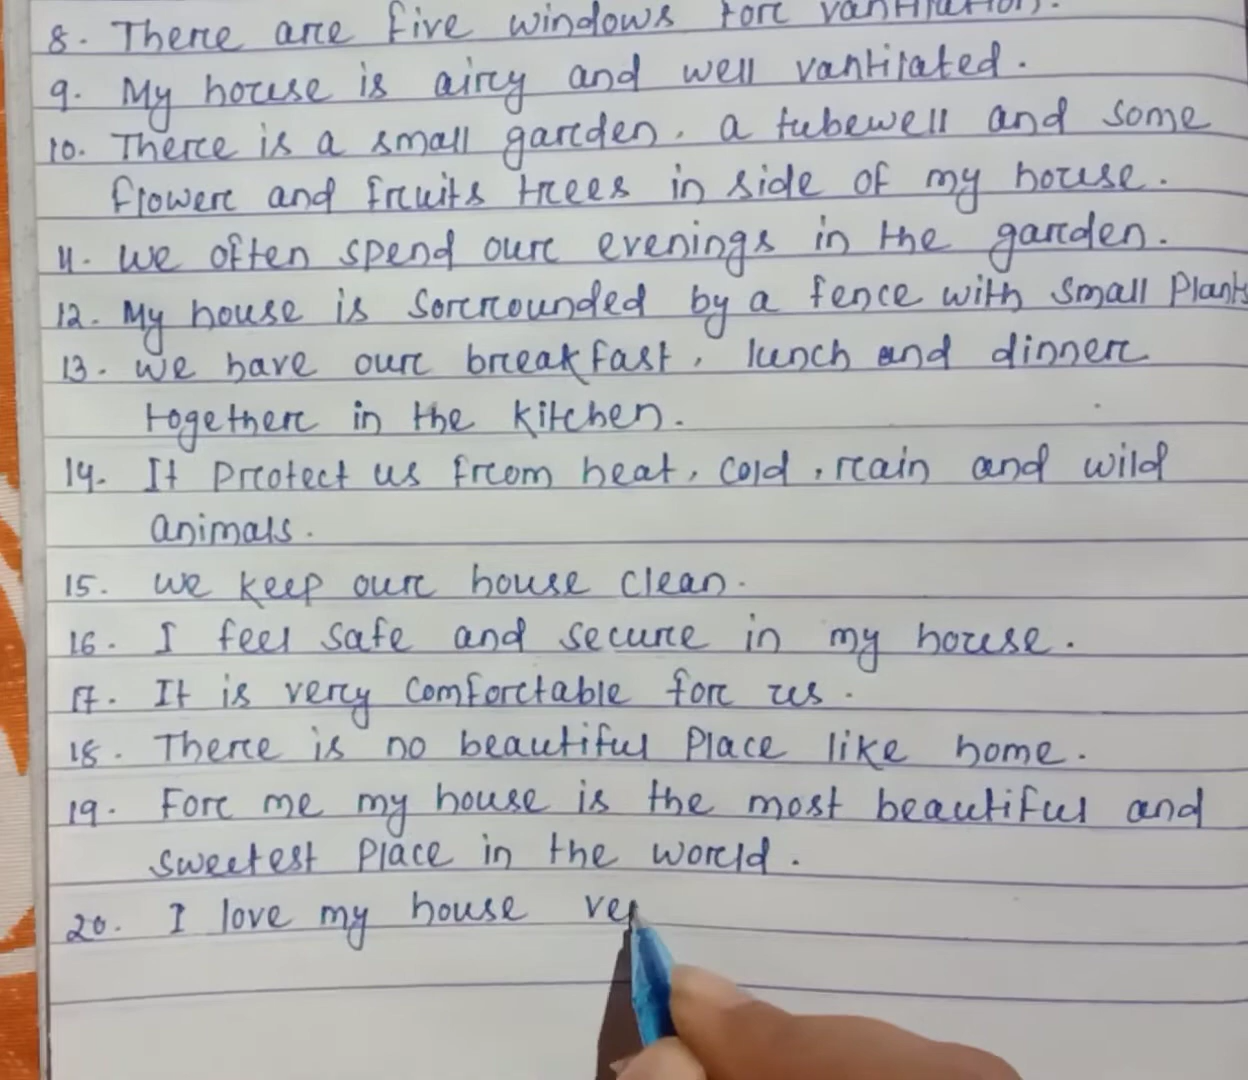 8. There are five windows for vantilation.
9. My house is airy and well vantilated.
10. There is a small garden, a tubewell and some
flower and fruits trees in side of my house.
11. We often spend our evenings in the garden.
12. My house is sorrounded by a fence with small plants
13. We have our breakfast, lunch and dinner
together in the kitchen.
14. It protect us from heat, cold, rain and wild
animals.
15. We keep our house clean.
16. I feel safe and secure in my house.
17. It is very comfortable for us.
18. There is no beautiful place like home.
19. For me my house is the most beautiful and
sweetest place in the world.
20. I love my house ve